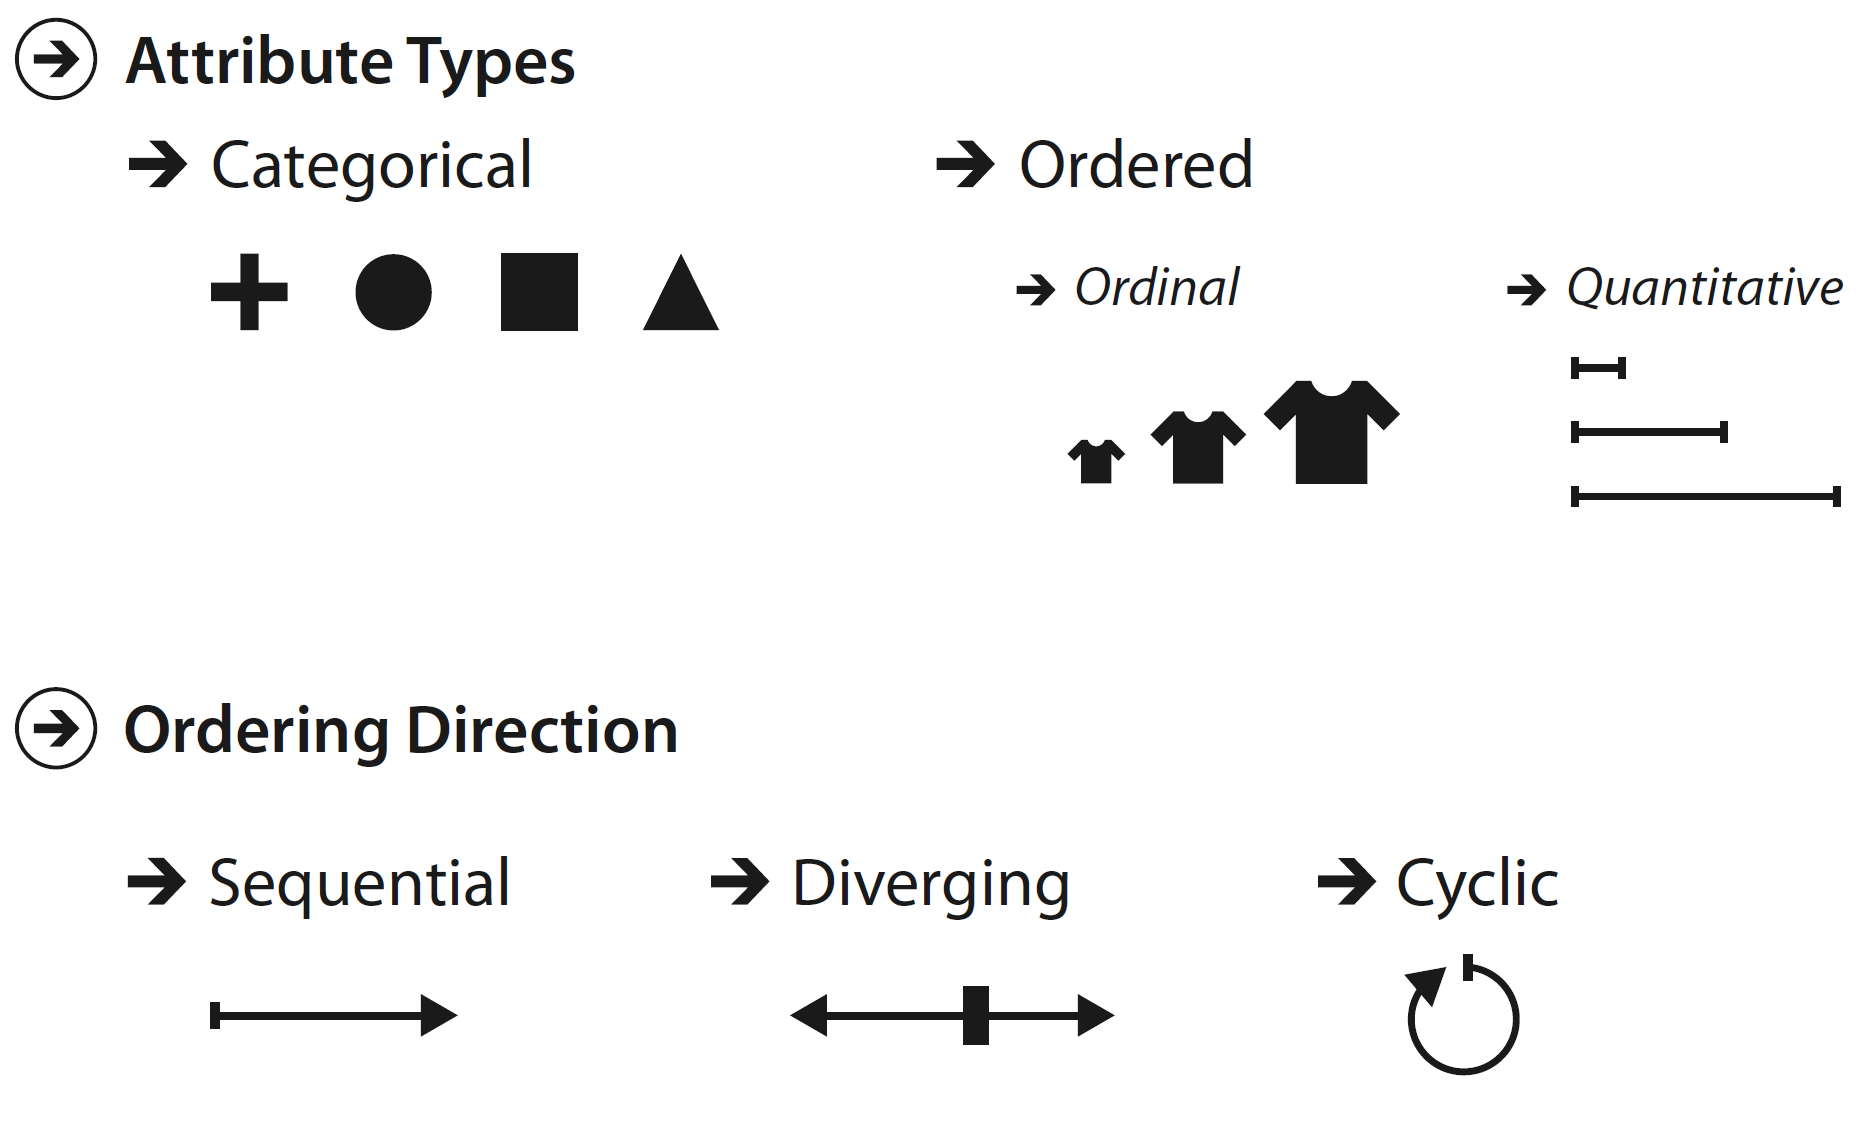 Attribute Types
Categorical
Ordered
Ordinal
Quantitative
Ordering Direction
Sequential
Diverging
Cyclic